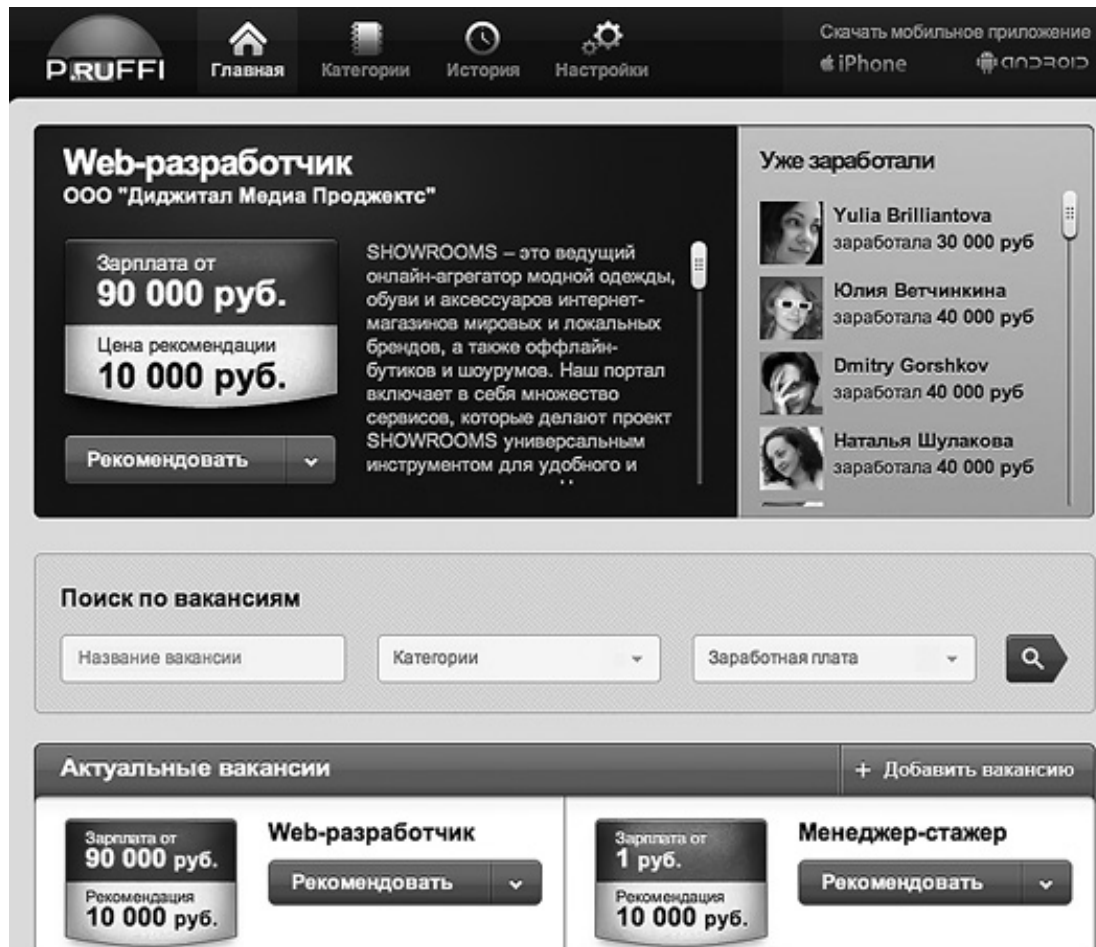 P.RUFFI
Главная
Категории
История
Настройки
Скачать мобильное приложение
iPhone
ANDROID
Web-разработчик
ООО "Диджитал Медиа Проджектс"
Зарплата от
90 000 руб.
Цена рекомендации
10 000 руб.
Рекомендовать
SHOWROOMS – это ведущий
онлайн-агрегатор модной одежды,
обуви и аксессуаров интернет-
магазинов мировых и локальных
брендов, а также оффлайн-
бутиков и шоурумов. Наш портал
включает в себя множество
сервисов, которые делают проект
SHOWROOMS универсальным
инструментом для удобного и
Уже заработали
Yulia Brilliantova
заработала 30 000 руб
Юлия Ветчинкина
заработала 40 000 руб
Dmitry Gorshkov
заработал 40 000 руб
Наталья Шулакова
заработала 40 000 руб
Поиск по вакансиям
Название вакансии
Категории
Заработная плата
Актуальные вакансии
+ Добавить вакансию
Зарплата от
90 000 руб.
Рекомендация
10 000 руб.
Web-разработчик
Рекомендовать
Зарплата от
1 руб.
Рекомендация
10 000 руб.
Менеджер-стажер
Рекомендовать